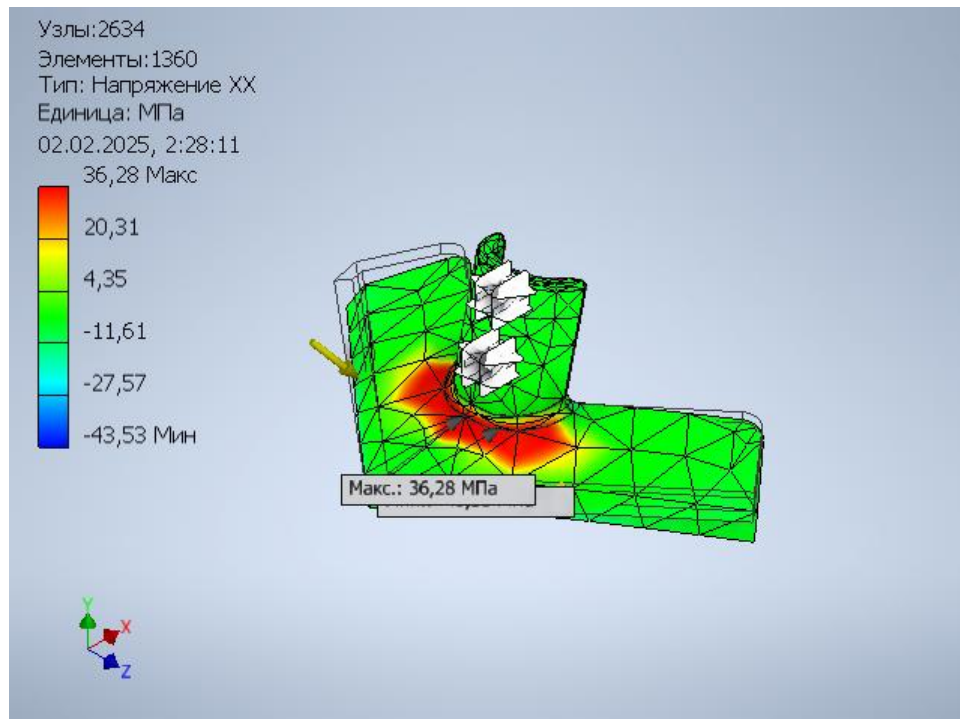 Узлы:2634
Элементы:1360
Тип: Напряжение XX
Единица: МПа
02.02.2025, 2:28:11
36,28 Макс
20,31
4,35
-11,61
-27,57
-43,53 Мин
Макс.: 36,28 МПа
Y
X
Z